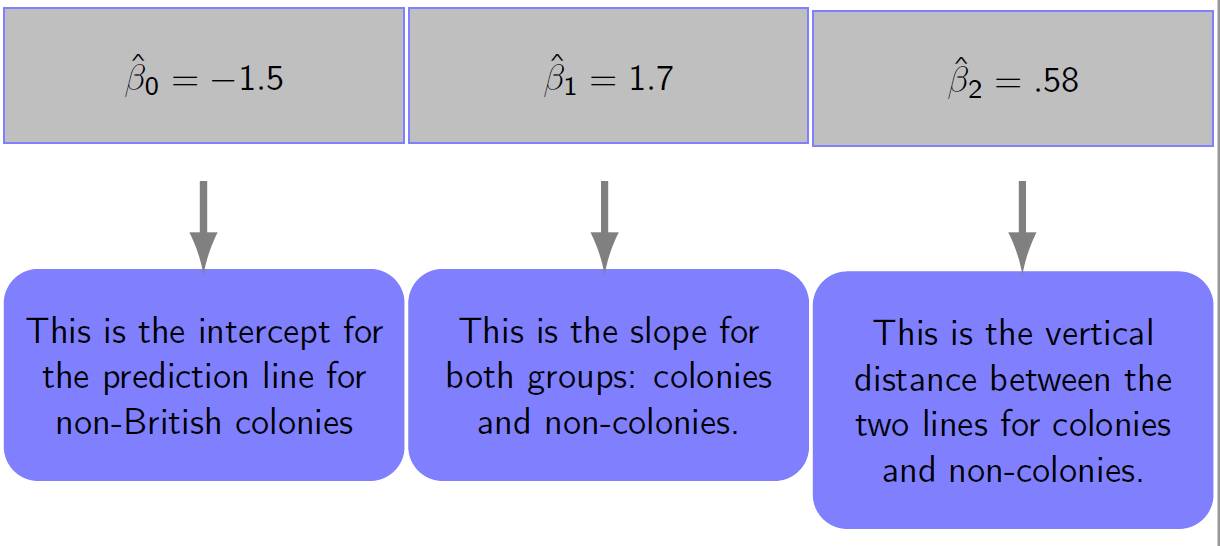 β̂₀ = −1.5
β̂₁ = 1.7
β̂₂ = .58
This is the intercept for
the prediction line for
non-British colonies
This is the slope for
both groups: colonies
and non-colonies.
This is the vertical
distance between the
two lines for colonies
and non-colonies.